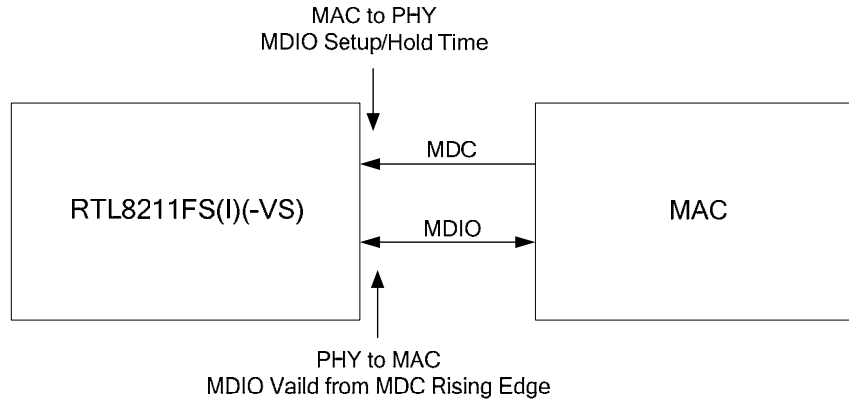 MAC to PHY
MDIO Setup/Hold Time
MDC
RTL8211FS(I)(-VS)
MAC
MDIO
PHY to MAC
MDIO Vaild from MDC Rising Edge